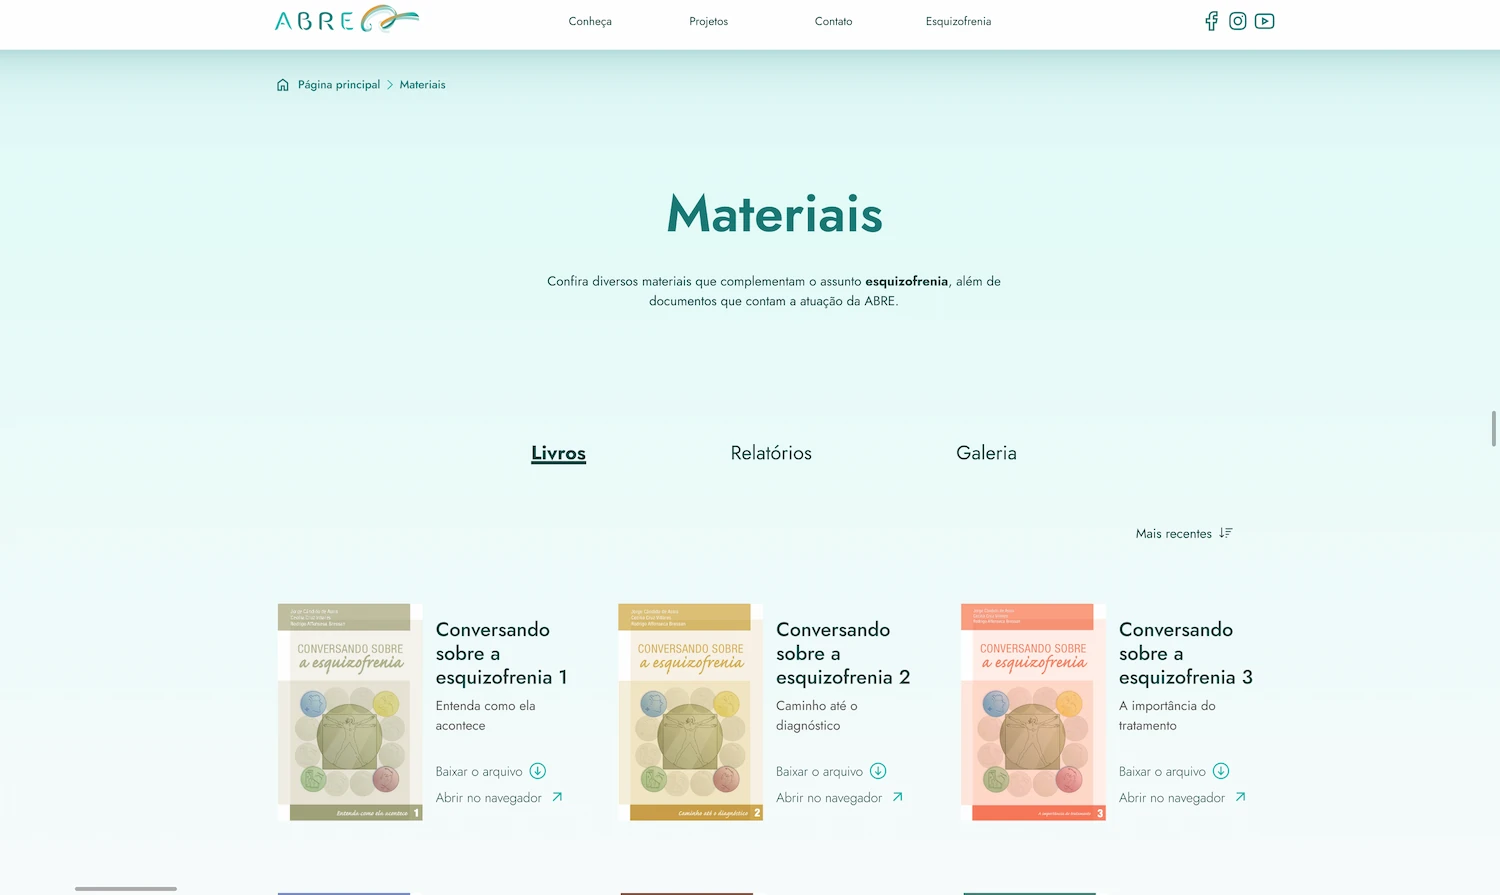 ABRE
Conheça
Projetos
Contato
Esquizofrenia
Página principal
Materiais
Materiais
Confira diversos materiais que complementam o assunto esquizofrenia, além de
documentos que contam a atuação da ABRE.
Livros
Relatórios
Galeria
Mais recentes
CONVERSANDO SOBRE
a esquizofrenia
Entenda como ela acontece 1
Conversando
sobre a
esquizofrenia 1
Entenda como ela
acontece
Baixar o arquivo
Abrir no navegador
CONVERSANDO SOBRE
a esquizofrenia
Caminho até o diagnóstico 2
Conversando
sobre a
esquizofrenia 2
Caminho até o
diagnóstico
Baixar o arquivo
Abrir no navegador
CONVERSANDO SOBRE
a esquizofrenia
A importância do tratamento 3
Conversando
sobre a
esquizofrenia 3
A importância do
tratamento
Baixar o arquivo
Abrir no navegador